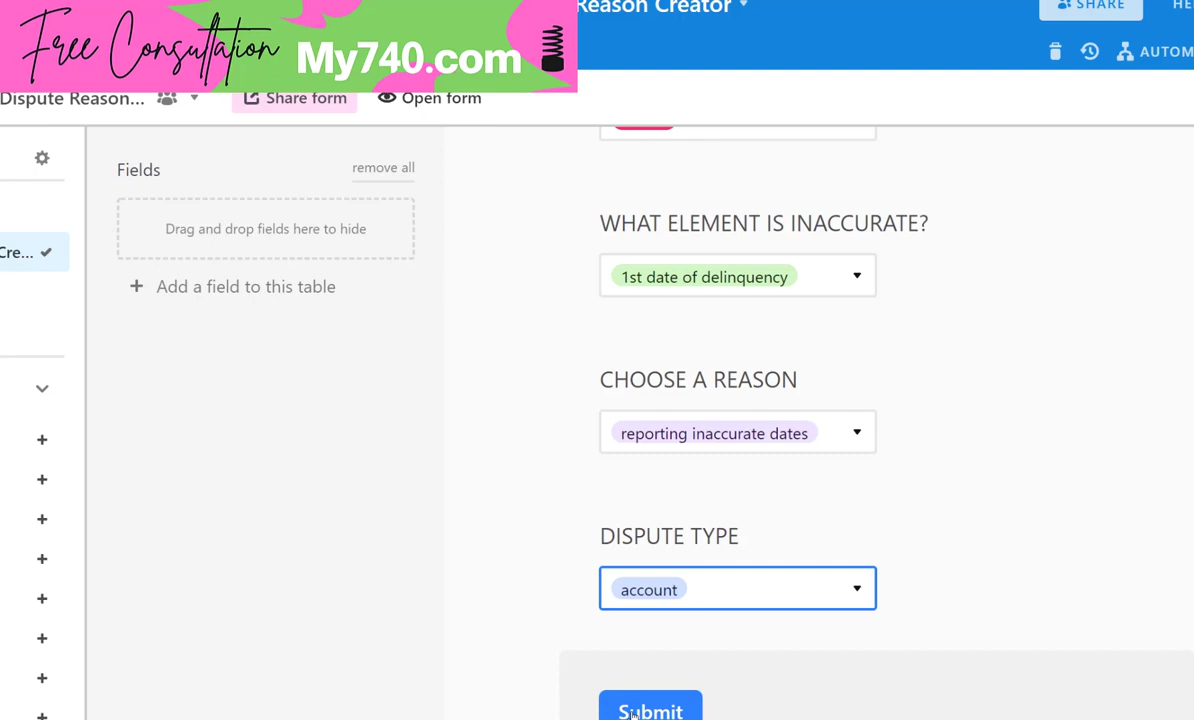 Free Consultation My740.com
Reason Creator
SHARE
HE
AUTOM
Dispute Reason...
Share form
Open form
Fields
remove all
Drag and drop fields here to hide
Add a field to this table
Cre...
WHAT ELEMENT IS INACCURATE?
1st date of delinquency
CHOOSE A REASON
reporting inaccurate dates
DISPUTE TYPE
account
Submit